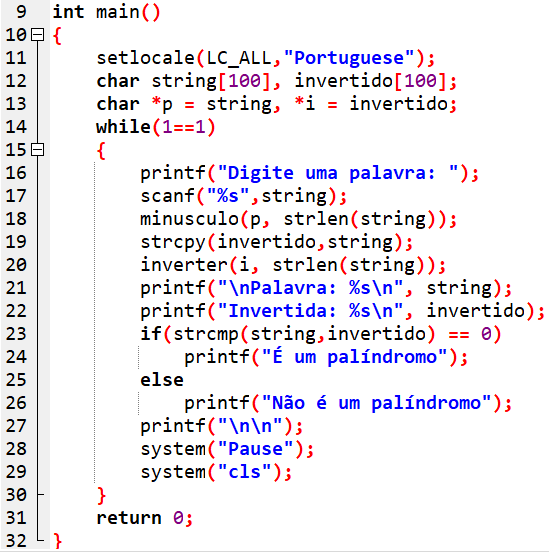 9 int main()
10 {
11 setlocale(LC_ALL,"Portuguese");
12 char string[100], invertido[100];
13 char *p = string, *i = invertido;
14 while(1==1)
15 {
16 printf("Digite uma palavra: ");
17 scanf("%s",string);
18 minusculo(p, strlen(string));
19 strcpy(invertido,string);
20 inverter(i, strlen(string));
21 printf("\nPalavra: %s\n", string);
22 printf("Invertida: %s\n", invertido);
23 if(strcmp(string,invertido) == 0)
24 printf("É um palíndromo");
25 else
26 printf("Não é um palíndromo");
27 printf("\n\n");
28 system("Pause");
29 system("cls");
30 }
31 return 0;
32 }